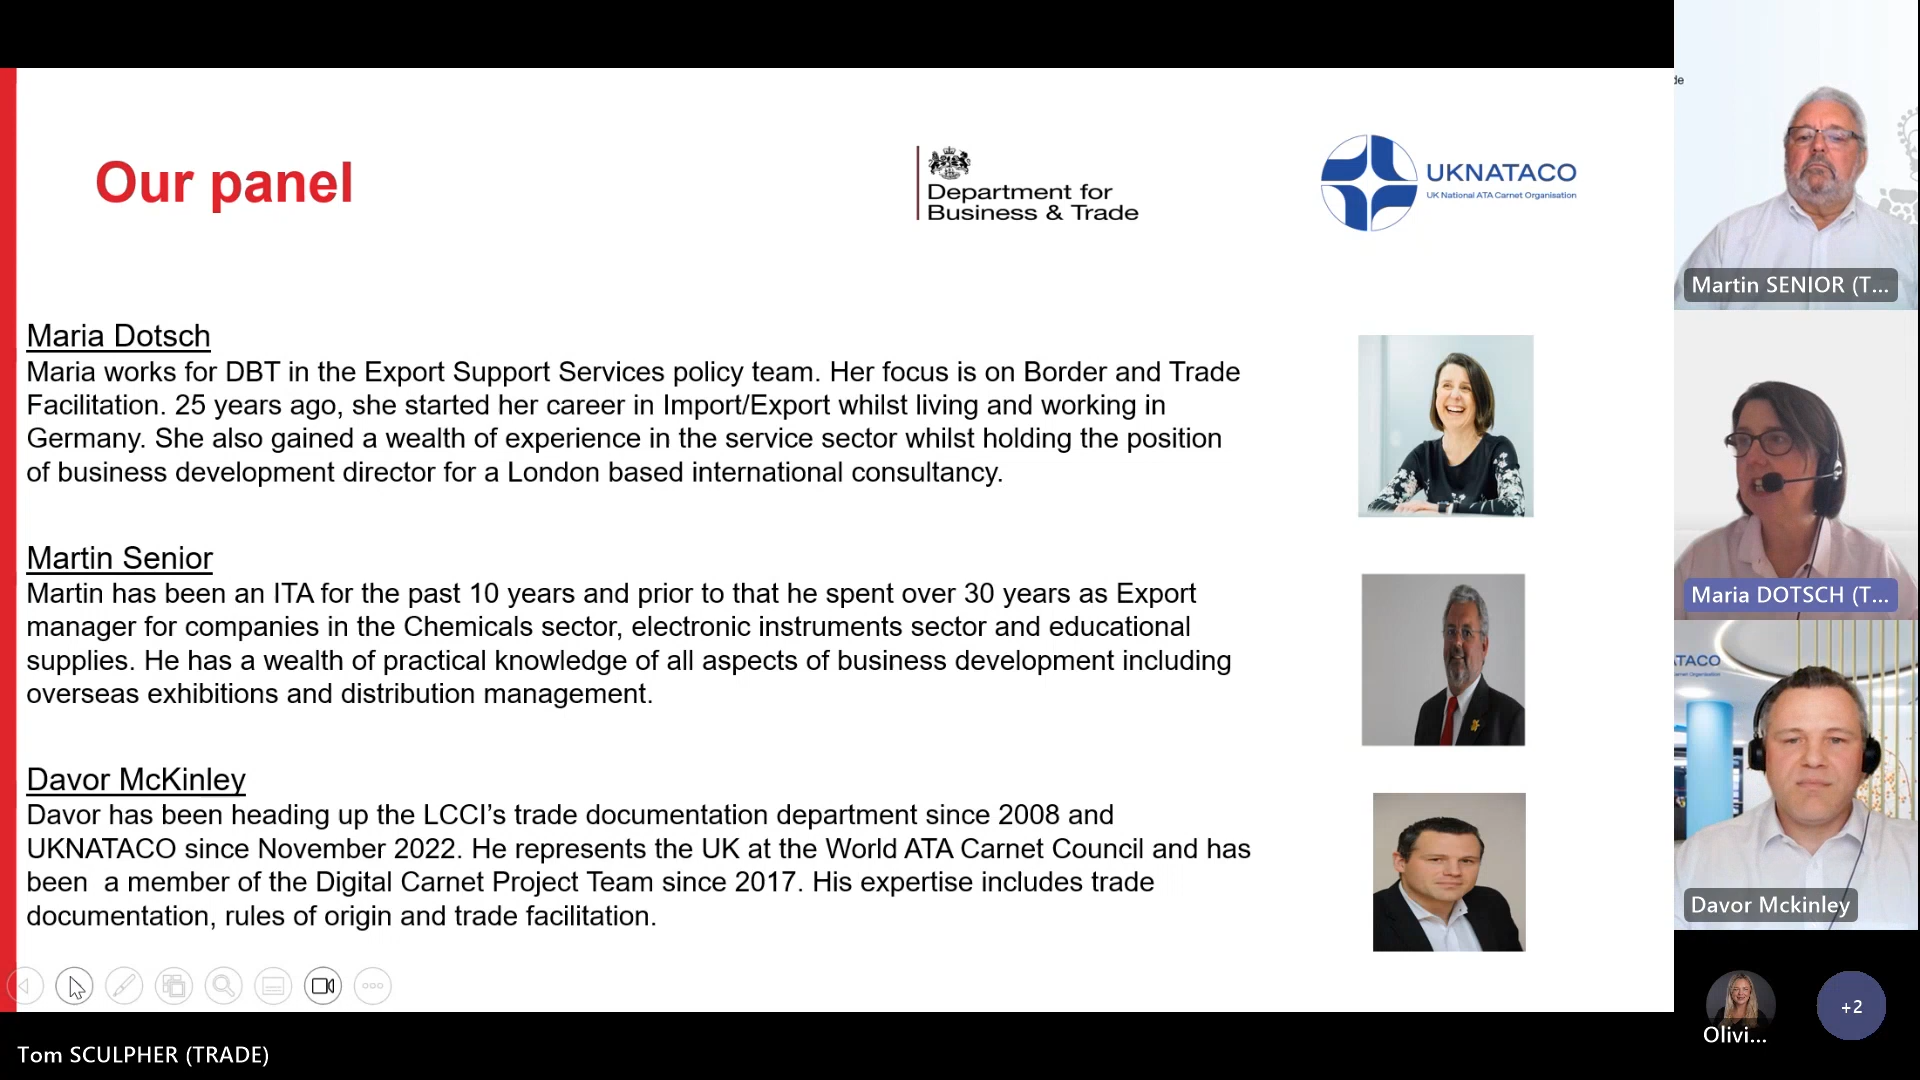 Our panel
Department for
Business & Trade
UKNATACO
UK National ATA Carnet Organisation
Maria Dotsch
Maria works for DBT in the Export Support Services policy team. Her focus is on Border and Trade
Facilitation. 25 years ago, she started her career in Import/Export whilst living and working in
Germany. She also gained a wealth of experience in the service sector whilst holding the position
of business development director for a London based international consultancy.
Martin Senior
Martin has been an ITA for the past 10 years and prior to that he spent over 30 years as Export
manager for companies in the Chemicals sector, electronic instruments sector and educational
supplies. He has a wealth of practical knowledge of all aspects of business development including
overseas exhibitions and distribution management.
Davor McKinley
Davor has been heading up the LCCI’s trade documentation department since 2008 and
UKNATACO since November 2022. He represents the UK at the World ATA Carnet Council and has
been  a member of the Digital Carnet Project Team since 2017. His expertise includes trade
documentation, rules of origin and trade facilitation.
Tom SCULPHER (TRADE)
de
Martin SENIOR (T...
Maria DOTSCH (T...
TACO
Davor Mckinley
Olivi...
+2